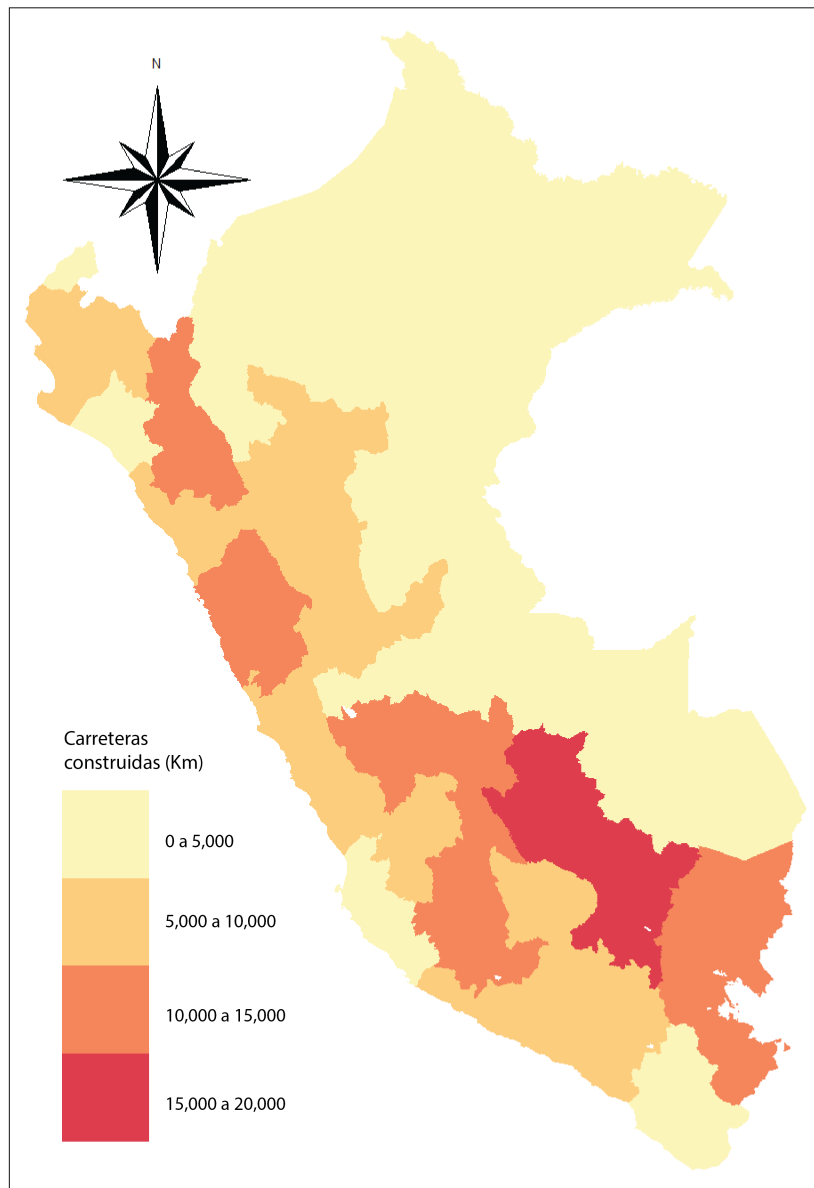 N
Carreteras
construidas (Km)
0 a 5,000
5,000 a 10,000
10,000 a 15,000
15,000 a 20,000